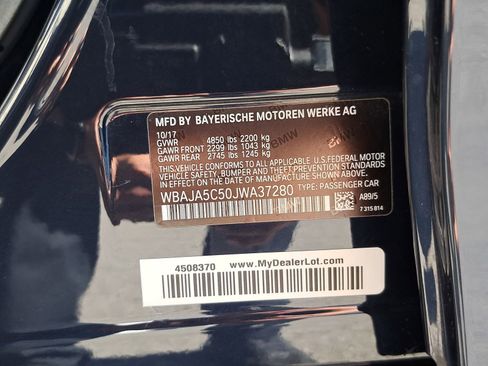 MFD BY BAYERISCHE MOTOREN WERKE AG
10/17
GVWR 4850 lbs 2200 kg
GAWR FRONT 2299 lbs 1043 kg
GAWR REAR 2745 lbs 1245 kg
THIS VEHICLE CONFORMS TO ALL APPLICABLE U.S. FEDERAL MOTOR
VEHICLE SAFETY, BUMPER, AND THEFT PREVENTION STANDARDS
IN EFFECT ON THE DATE OF MANUFACTURE SHOWN ABOVE.
WBAJA5C50JWA37280 TYPE: PASSENGER CAR
A89/5
7 315 814
4508370 www.MyDealerLot.com